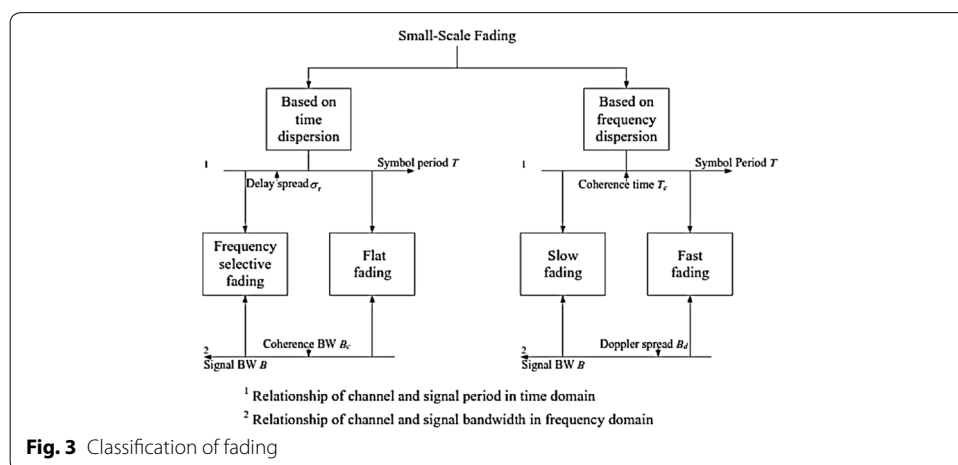 Small-Scale Fading
Based on
time
dispersion
Based on
frequency
dispersion
1
Symbol period T
Delay spread στ
1
Symbol Period T
Coherence time Tc
Frequency
selective
fading
Flat
fading
Slow
fading
Fast
fading
2
Coherence BW Bc
Signal BW B
2
Doppler spread Bd
Signal BW B
1 Relationship of channel and signal period in time domain
2 Relationship of channel and signal bandwidth in frequency domain
Fig. 3 Classification of fading